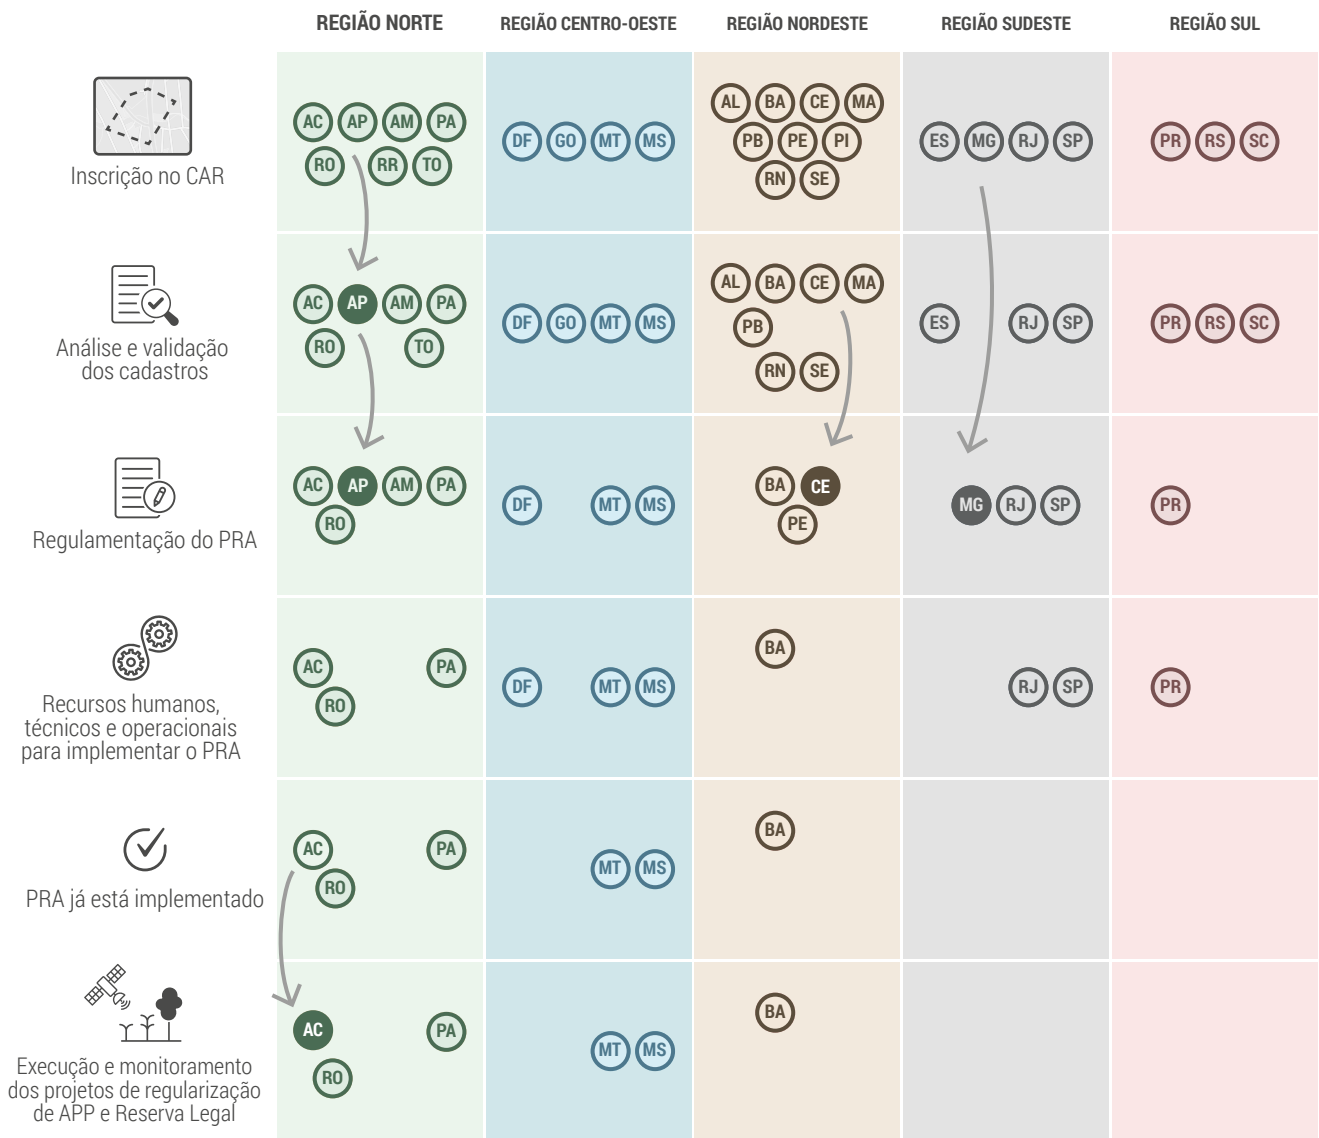 REGIÃO NORTE
REGIÃO CENTRO-OESTE
REGIÃO NORDESTE
REGIÃO SUDESTE
REGIÃO SUL
Inscrição no CAR
AC AP AM PA
RO RR TO
DF GO MT MS
AL BA CE MA
PB PE PI
RN SE
ES MG RJ SP
PR RS SC
Análise e validação
dos cadastros
AC AP AM PA
RO TO
DF GO MT MS
AL BA CE MA
PB
RN SE
ES RJ SP
PR RS SC
Regulamentação do PRA
AC AP AM PA
RO
DF MT MS
BA CE
PE
MG RJ SP
PR
Recursos humanos,
técnicos e operacionais
para implementar o PRA
AC PA
RO
DF MT MS
BA
RJ SP
PR
PRA já está implementado
AC PA
RO
MT MS
BA
Execução e monitoramento
dos projetos de regularização
de APP e Reserva Legal
AC PA
RO
MT MS
BA